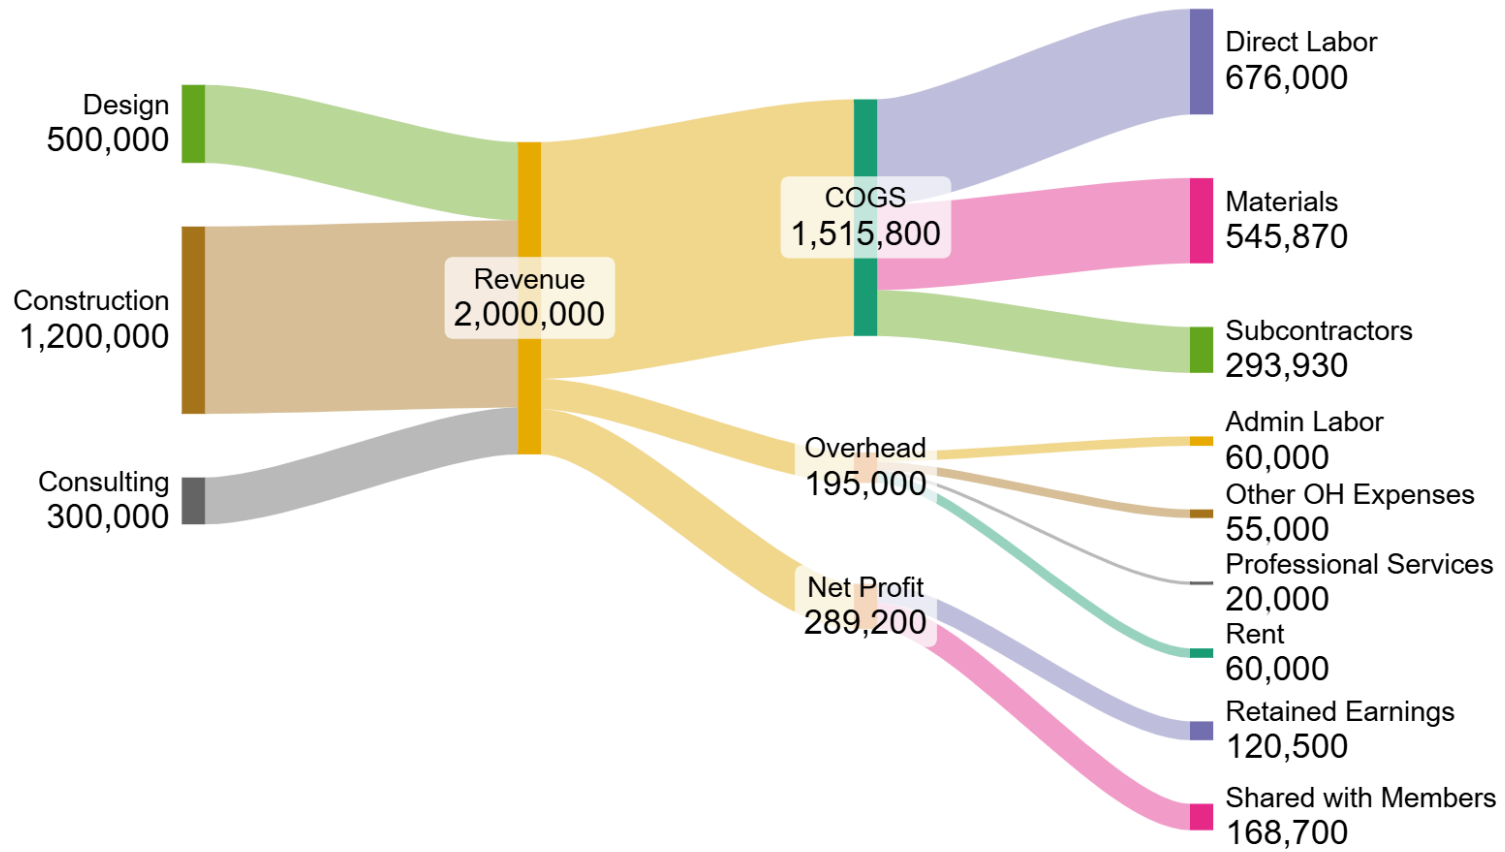 Design
500,000
Construction
1,200,000
Consulting
300,000
Revenue
2,000,000
COGS
1,515,800
Overhead
195,000
Net Profit
289,200
Direct Labor
676,000
Materials
545,870
Subcontractors
293,930
Admin Labor
60,000
Other OH Expenses
55,000
Professional Services
20,000
Rent
60,000
Retained Earnings
120,500
Shared with Members
168,700